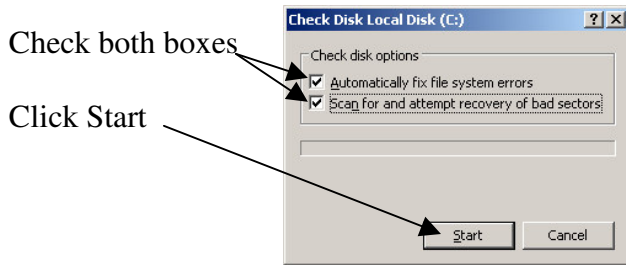 Check Disk Local Disk (C:)
Check both boxes
Check disk options
Automatically fix file system errors
Scan for and attempt recovery of bad sectors
Click Start
Start Cancel